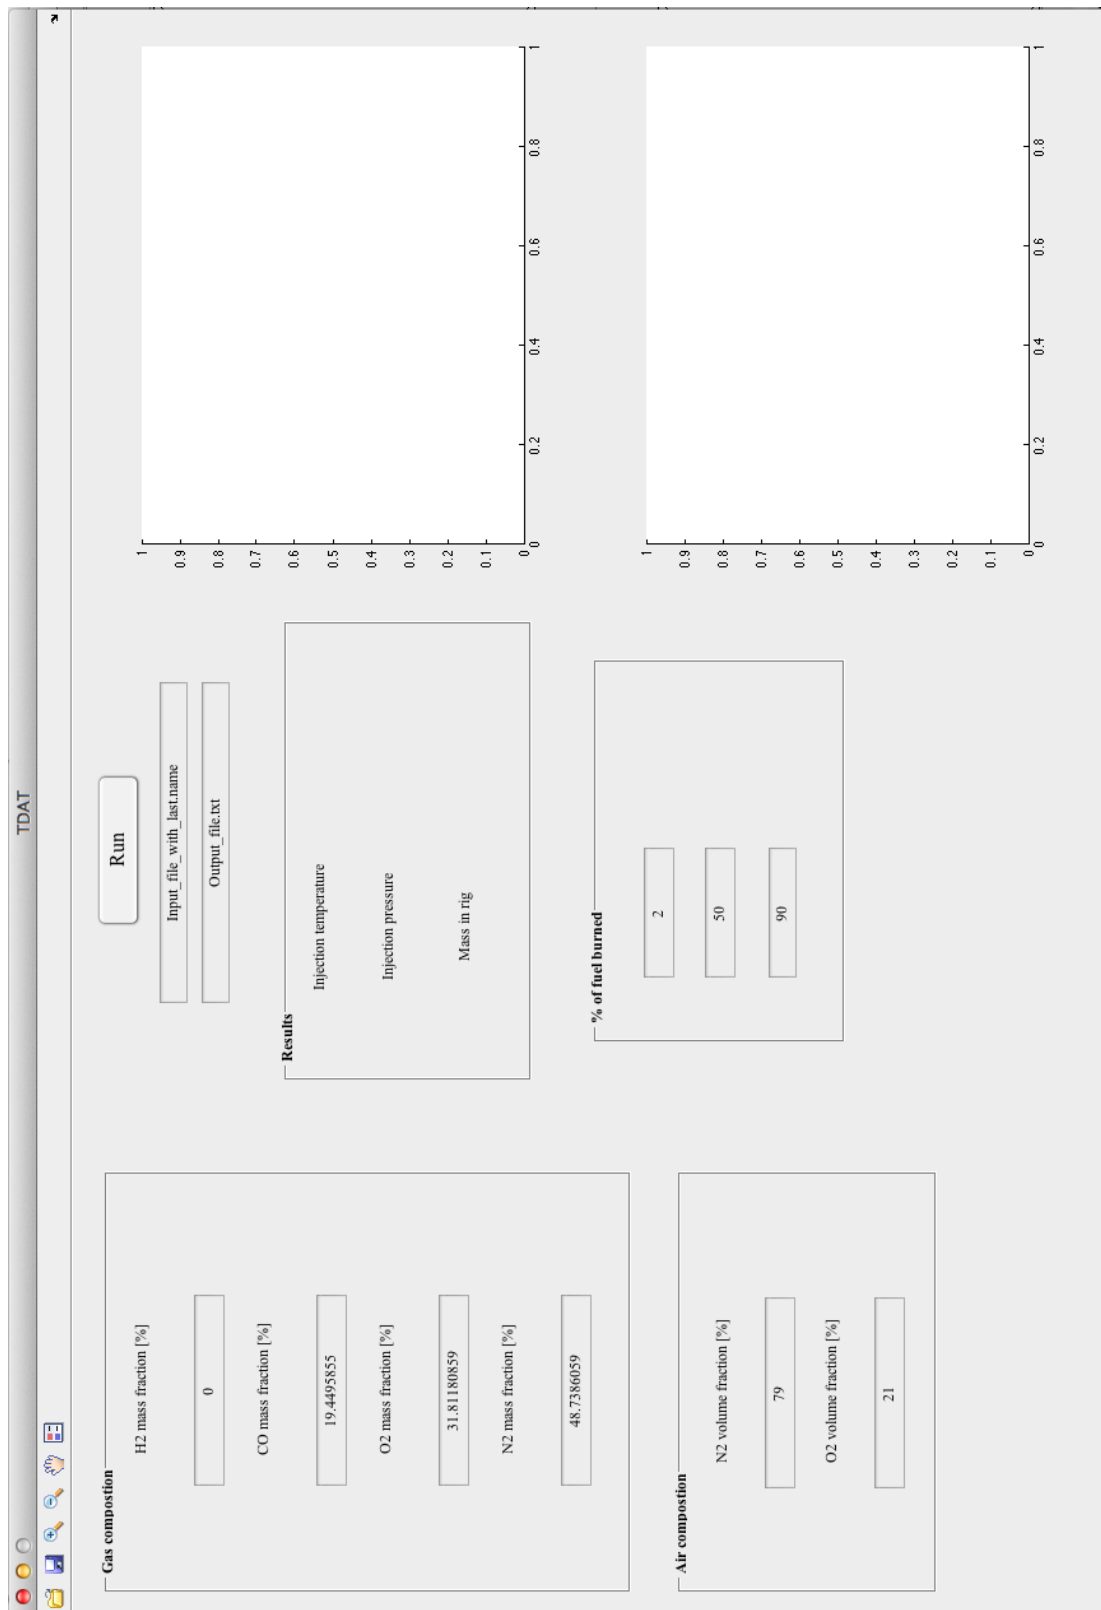 TDAT
Gas compostion
H2 mass fraction [%]
0
CO mass fraction [%]
19.4495855
O2 mass fraction [%]
31.81180859
N2 mass fraction [%]
48.7386059
Air compostion
N2 volume fraction [%]
79
O2 volume fraction [%]
21
Run
Input_file_with_last.name
Output_file.txt
Results
Injection temperature
Injection pressure
Mass in rig
% of fuel burned
2
50
90
1
0.9
0.8
0.7
0.6
0.5
0.4
0.3
0.2
0.1
0
0 0.2 0.4 0.6 0.8 1
1
0.9
0.8
0.7
0.6
0.5
0.4
0.3
0.2
0.1
0
0 0.2 0.4 0.6 0.8 1